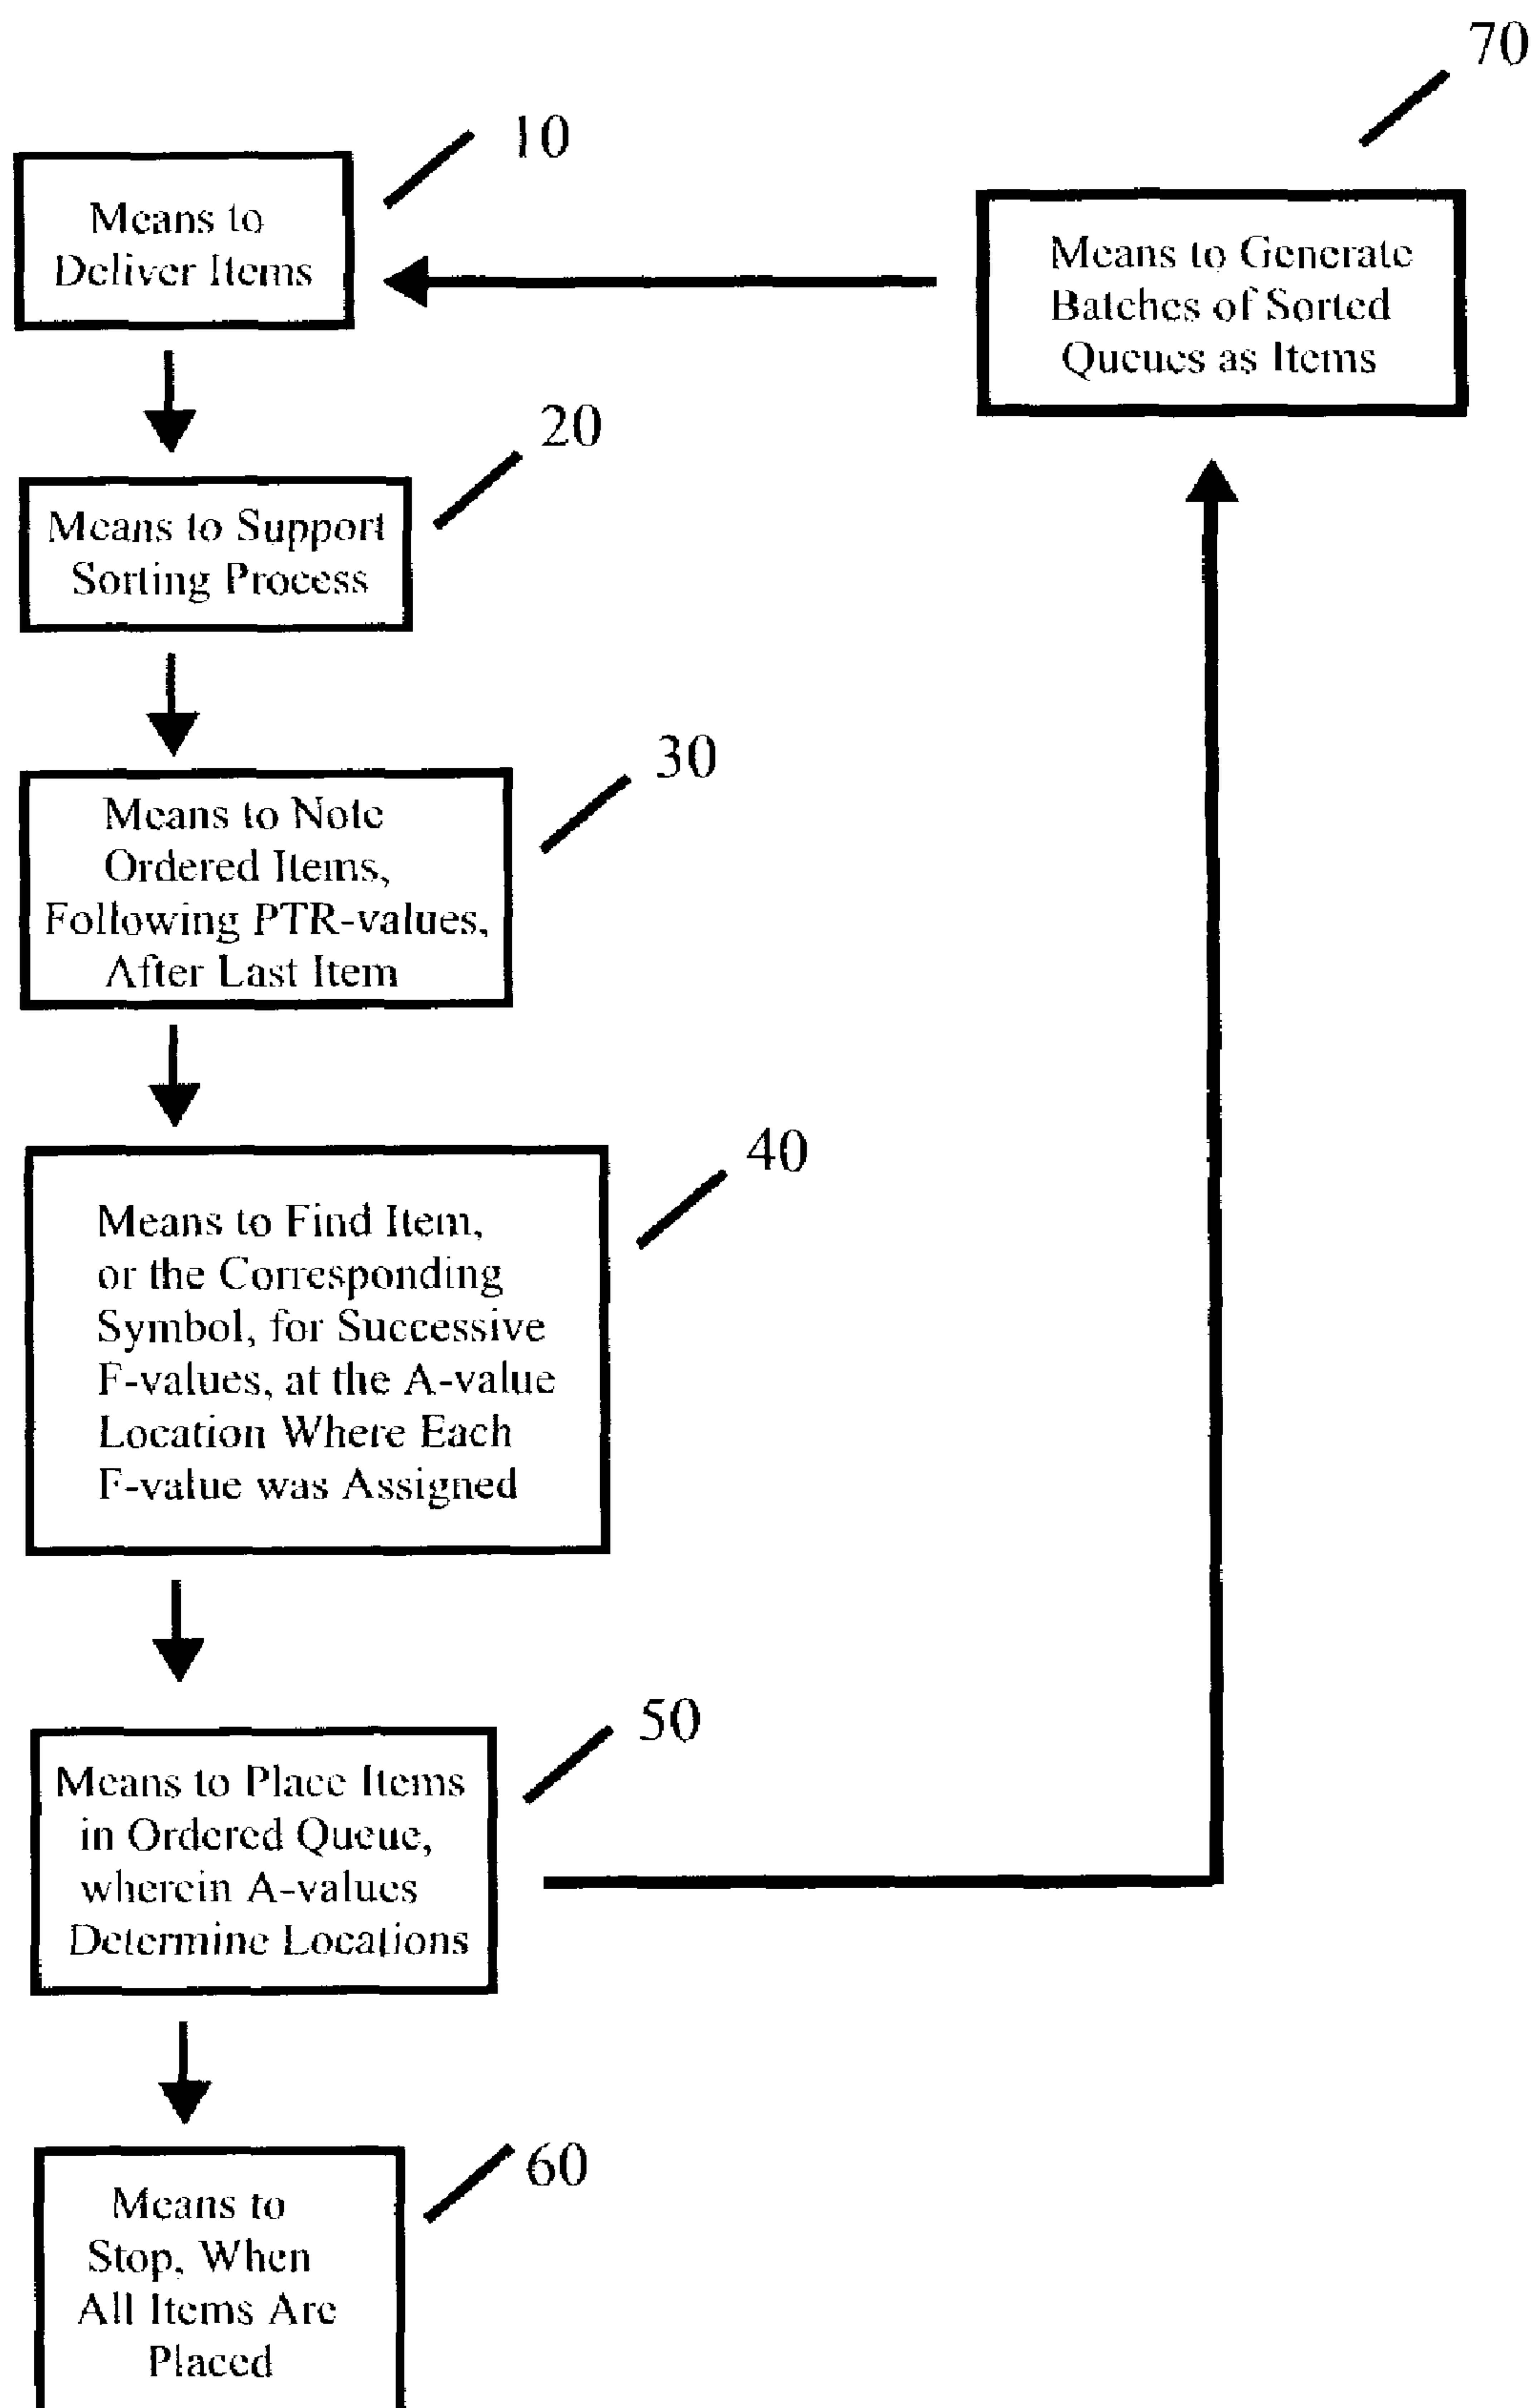 70
10
Means to
Deliver Items
Means to Generate
Batches of Sorted
Queues as Items
20
Means to Support
Sorting Process
30
Means to Note
Ordered Items,
Following PTR-values,
After Last Item
40
Means to Find Item,
or the Corresponding
Symbol, for Successive
F-values, at the A-value
Location Where Each
F-value was Assigned
50
Means to Place Items
in Ordered Queue,
wherein A-values
Determine Locations
60
Means to
Stop, When
All Items Are
Placed